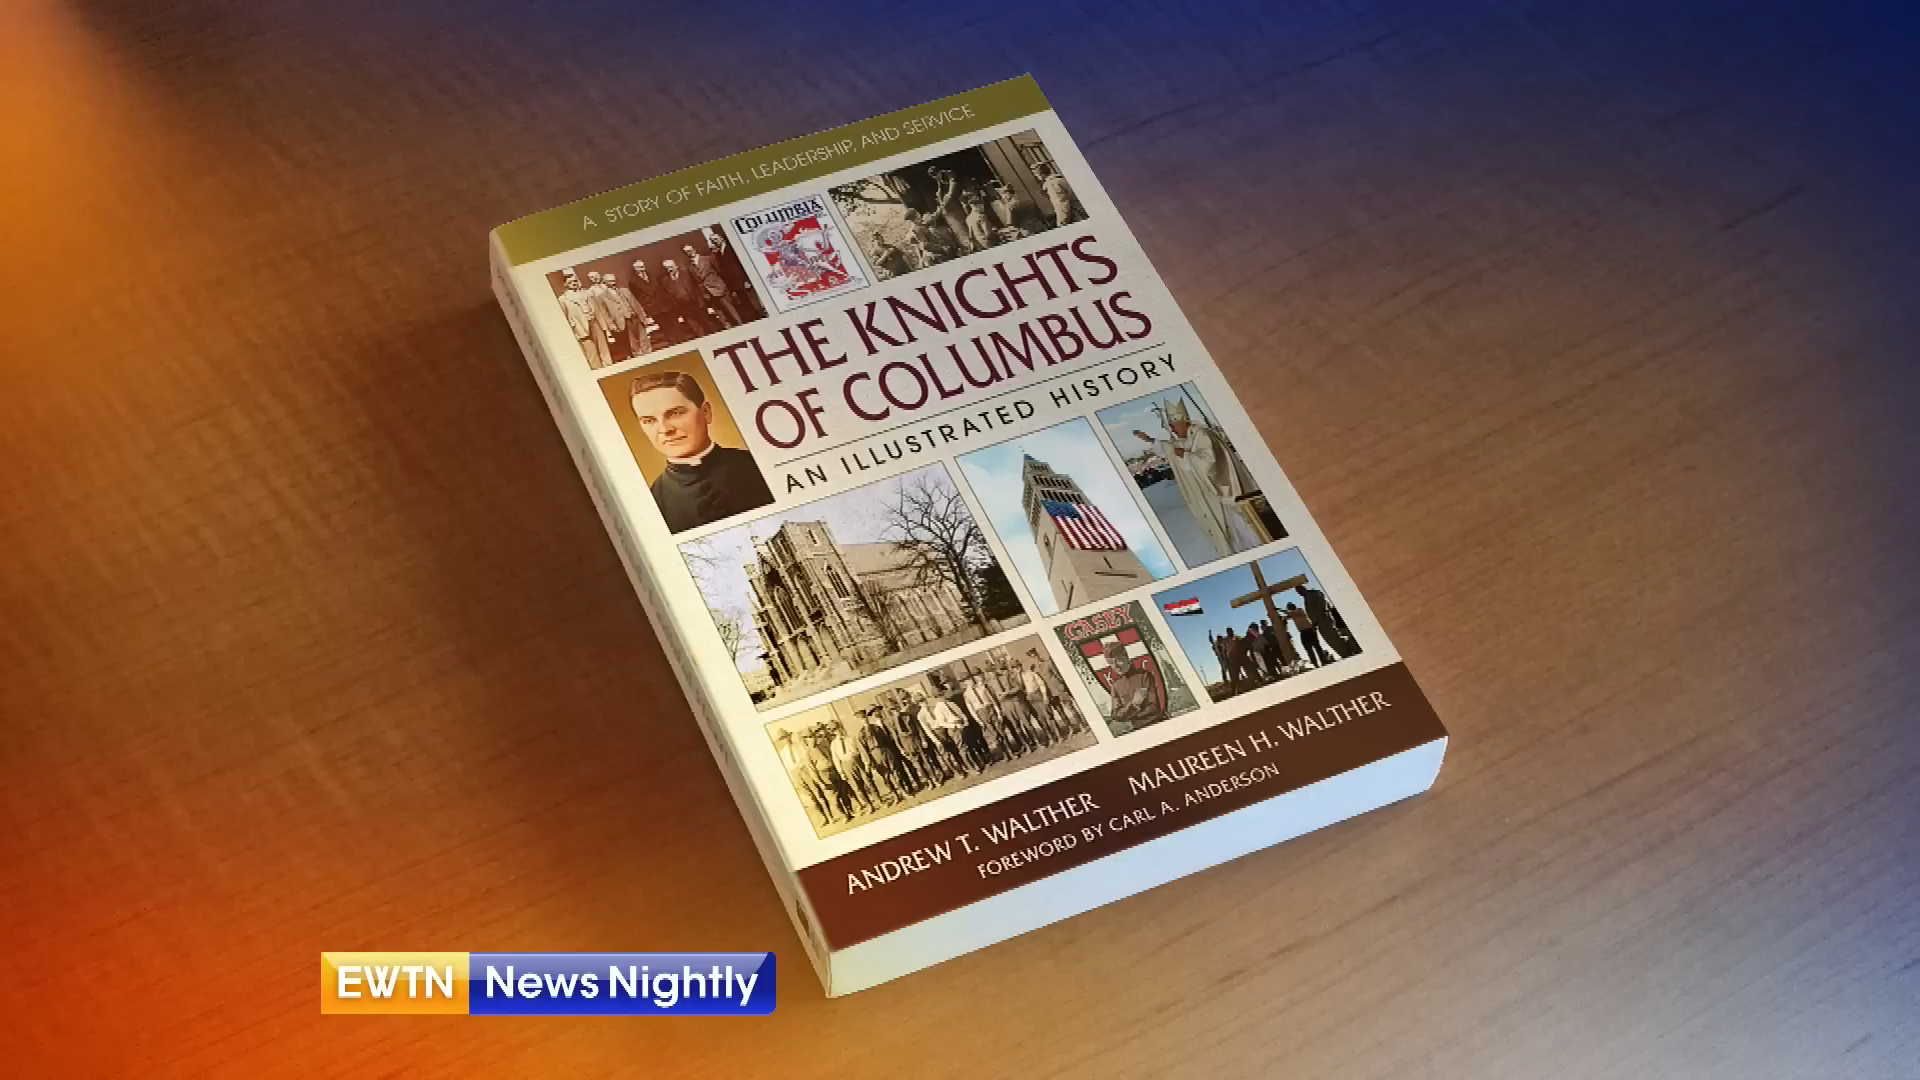 A STORY OF FAITH, LEADERSHIP, AND SERVICE
COLUMBIA
THE KNIGHTS
OF COLUMBUS
AN ILLUSTRATED HISTORY
CASEY
K C
ANDREW T. WALTHER MAUREEN H. WALTHER
FOREWORD BY CARL A. ANDERSON
EWTN News Nightly